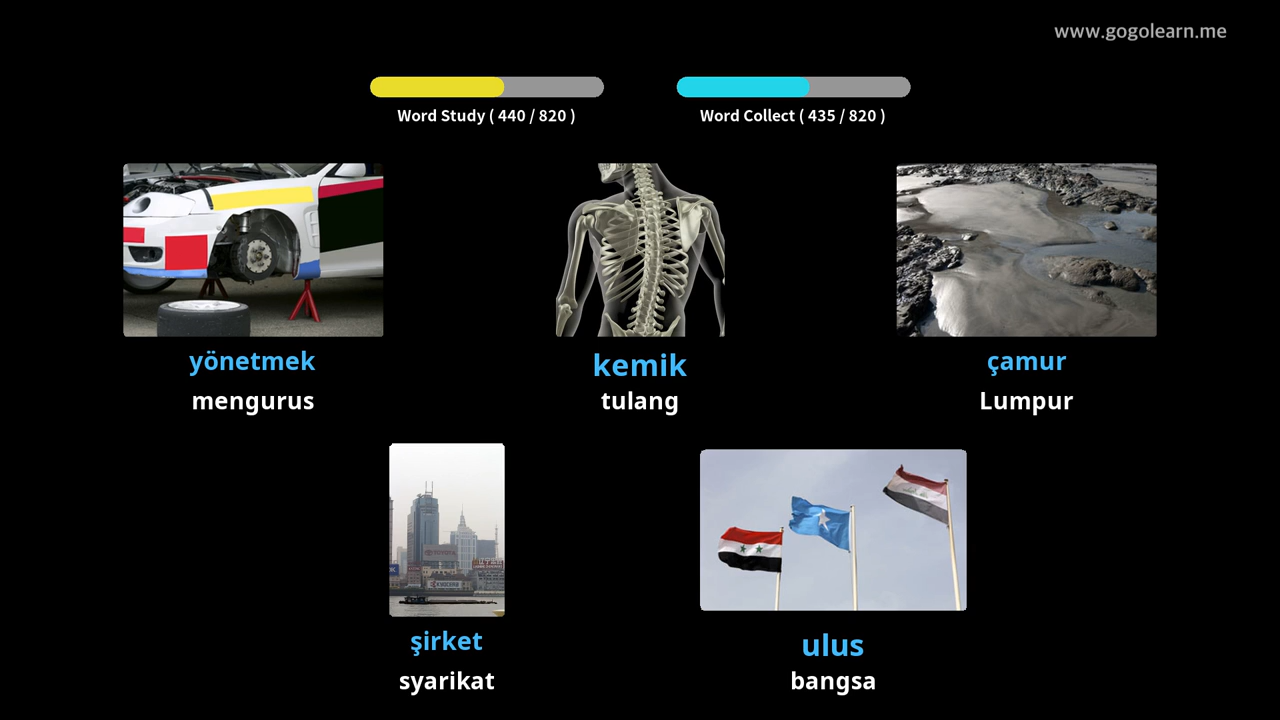 www.gogolearn.me
Word Study ( 440 / 820 )
Word Collect ( 435 / 820 )
yönetmek
mengurus
kemik
tulang
çamur
Lumpur
şirket
syarikat
ulus
bangsa